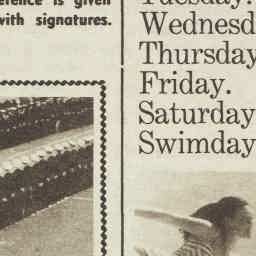 erence is given
with signatures.
Tuesday.
Wednesd
Thursday
Friday.
Saturday
Swimday